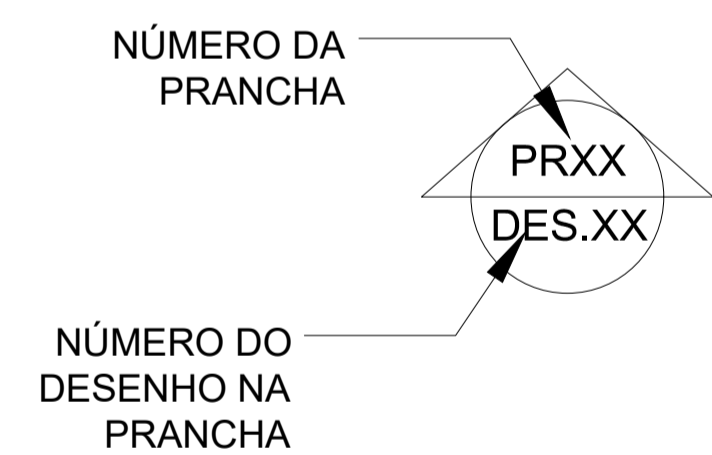 NÚMERO DA
PRANCHA
PRXX
DES.XX
NÚMERO DO
DESENHO NA
PRANCHA